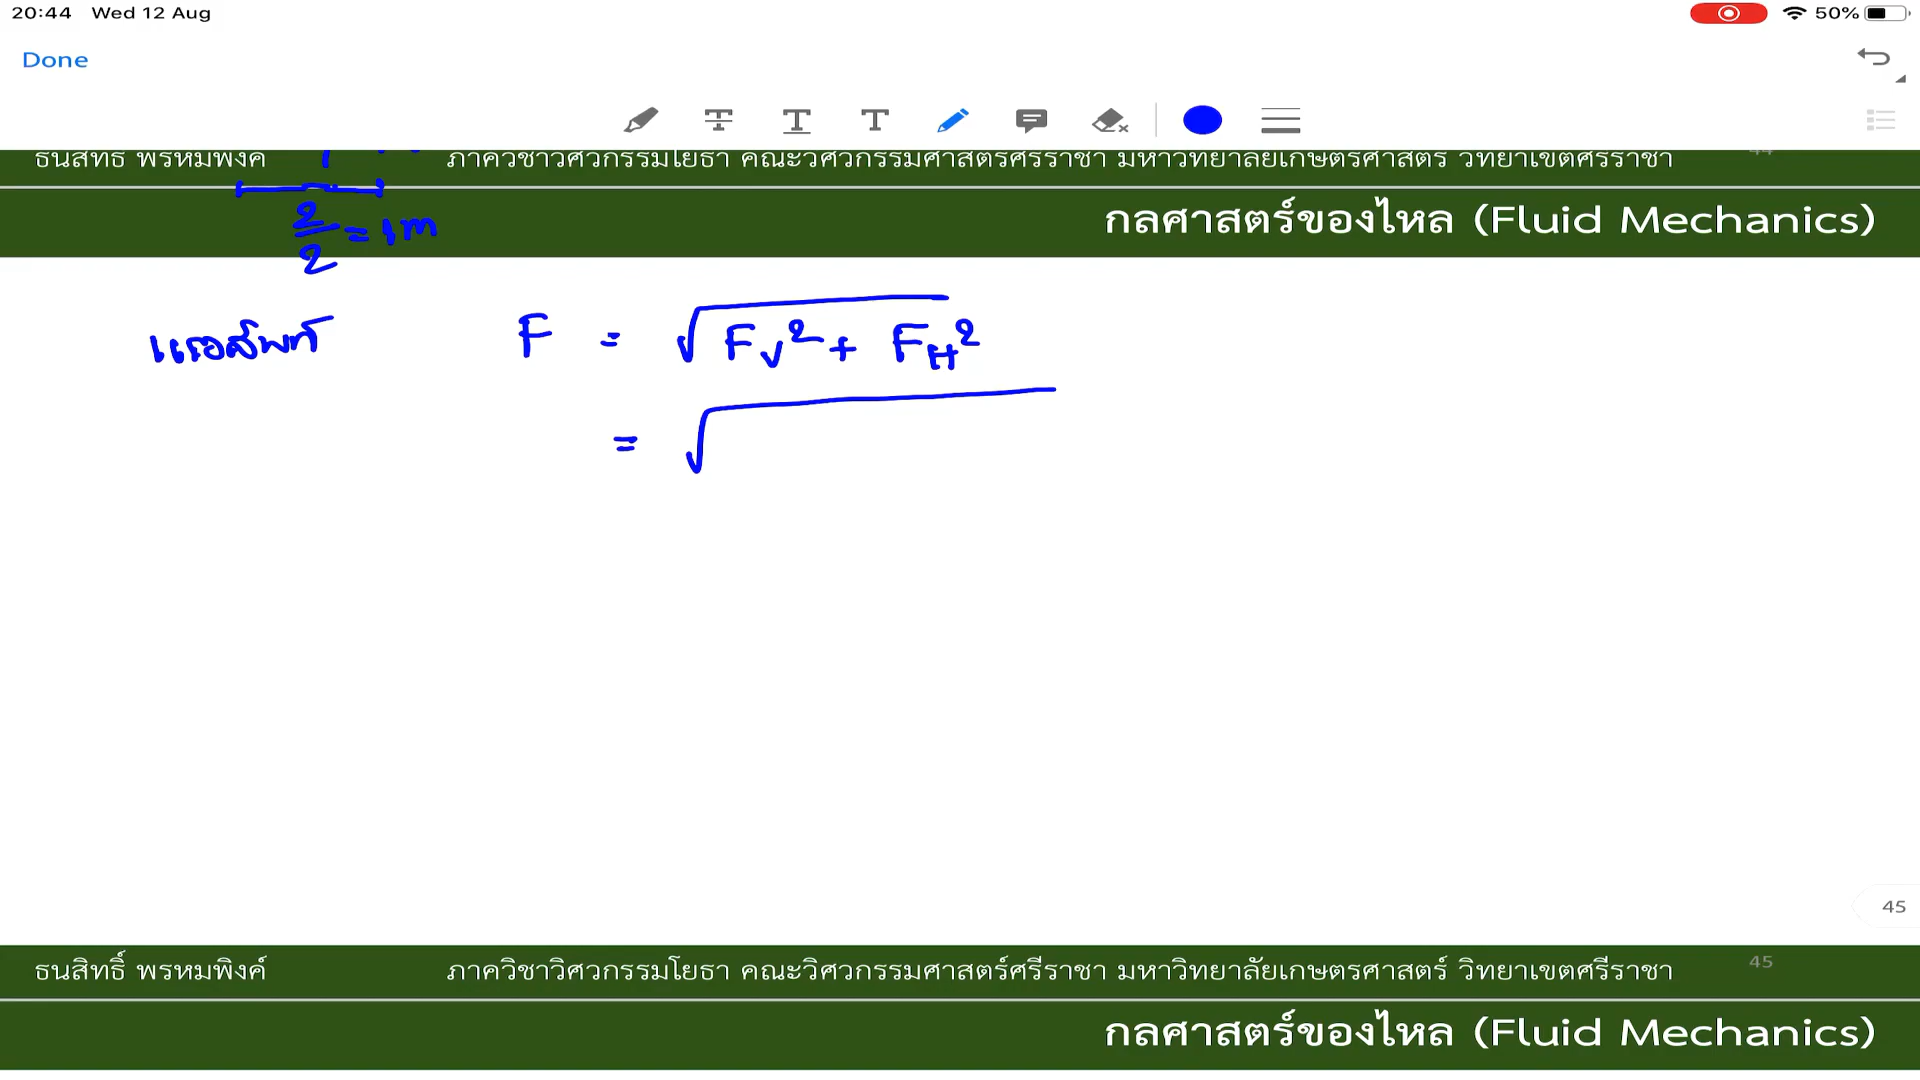 20:44 Wed 12 Aug 50%
Done
ธนสิทธิ์ พรหมพิงค์ ภาควิชาวิศวกรรมโยธา คณะวิศวกรรมศาสตร์ศรีราชา มหาวิทยาลัยเกษตรศาสตร์ วิทยาเขตศรีราชา 44
กลศาสตร์ของไหล (Fluid Mechanics)
2/2 = 1m
แรงลัพท์ F = √(F_V² + F_H²)
= √
45
ธนสิทธิ์ พรหมพิงค์ ภาควิชาวิศวกรรมโยธา คณะวิศวกรรมศาสตร์ศรีราชา มหาวิทยาลัยเกษตรศาสตร์ วิทยาเขตศรีราชา 45
กลศาสตร์ของไหล (Fluid Mechanics)